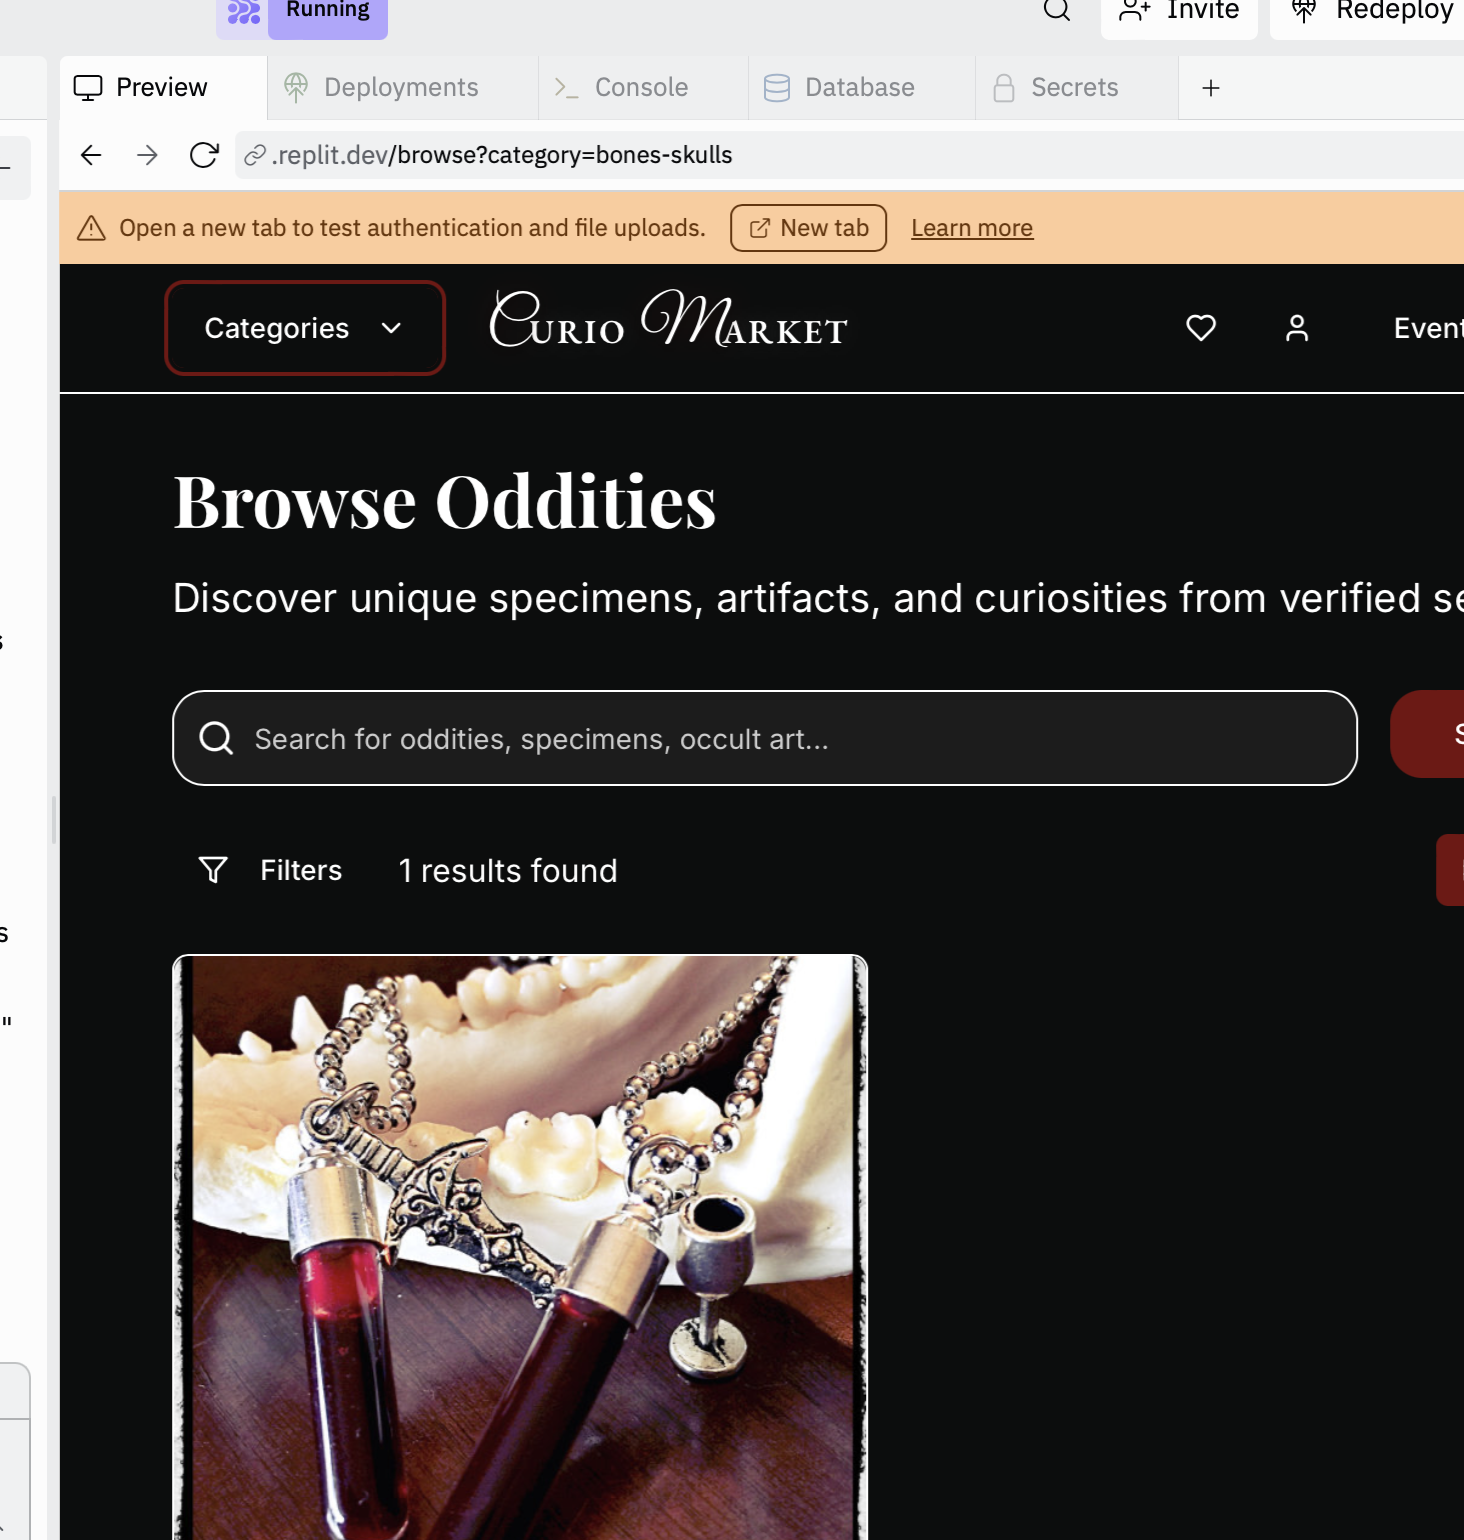 Running
Invite
Redeploy
Preview
Deployments
Console
Database
Secrets
.replit.dev/browse?category=bones-skulls
Open a new tab to test authentication and file uploads.
New tab
Learn more
Categories
Curio Market
Browse Oddities
Discover unique specimens, artifacts, and curiosities from verified
Search for oddities, specimens, occult art...
Filters
1 results found